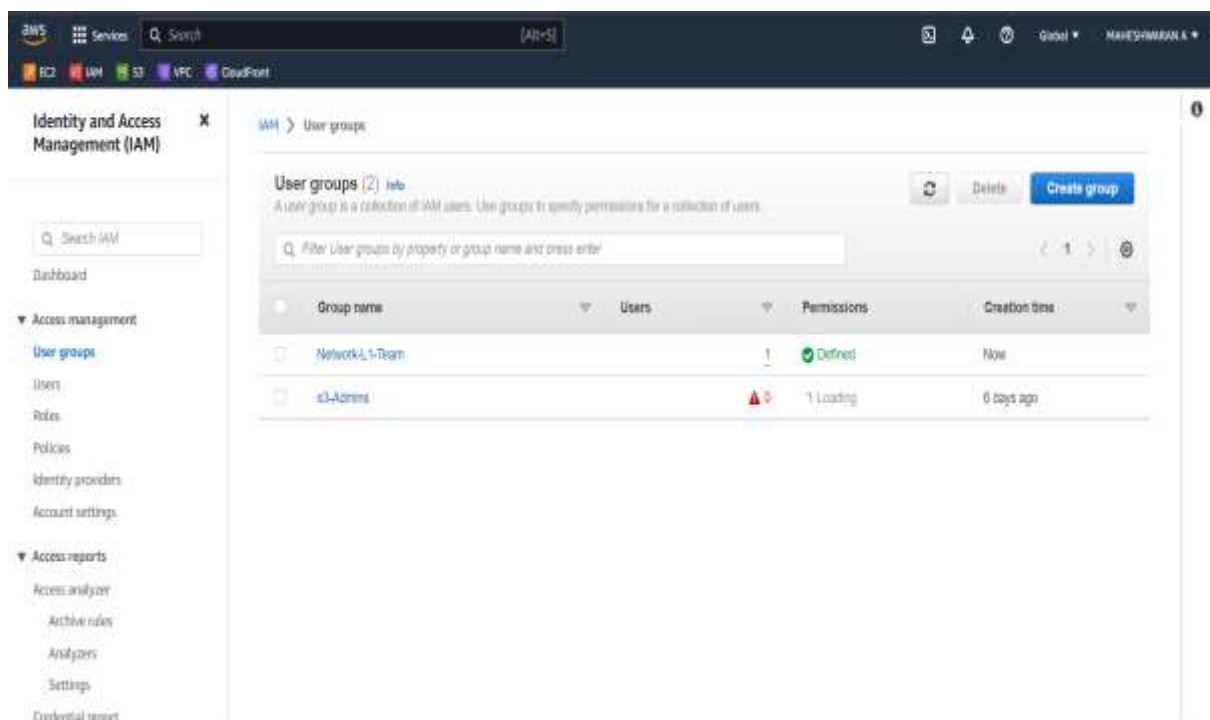 aws Services Search [Alt+S] Global MAHESHWARAN A
EC2 IAM S3 VPC CloudFront
Identity and Access
Management (IAM)
IAM > User groups
User groups (2) Info
A user group is a collection of IAM users. Use groups to specify permissions for a collection of users.
Delete
Create group
Search IAM
Filter User groups by property or group name and press enter
1
Dashboard
Group name Users Permissions Creation time
Access management
Network-L1-Team 1 Defined Now
s3-Admins 0 Loading 6 days ago
User groups
Users
Roles
Policies
Identity providers
Account settings
Access reports
Access analyzer
Archive rules
Analyzers
Settings
Credential report